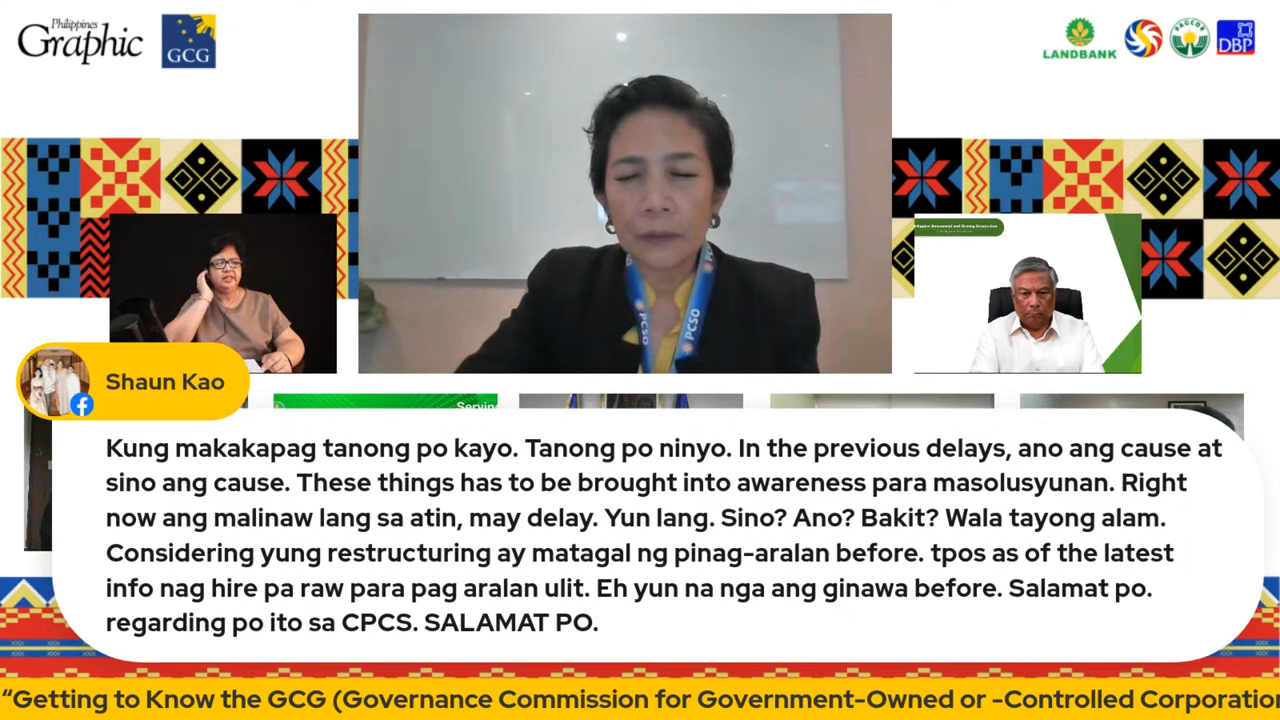 Philippines
Graphic
GCG
LANDBANK
PAGCOR
DBP
PCSO
PCSO
Shaun Kao
Serving
Kung makakapag tanong po kayo. Tanong po ninyo. In the previous delays, ano ang cause at
sino ang cause. These things has to be brought into awareness para masolusyunan. Right
now ang malinaw lang sa atin, may delay. Yun lang. Sino? Ano? Bakit? Wala tayong alam.
Considering yung restructuring ay matagal ng pinag-aralan before. tpos as of the latest
info nag hire pa raw para pag aralan ulit. Eh yun na nga ang ginawa before. Salamat po.
regarding po ito sa CPCS. SALAMAT PO.
“Getting to Know the GCG (Governance Commission for Government-Owned or -Controlled Corporation